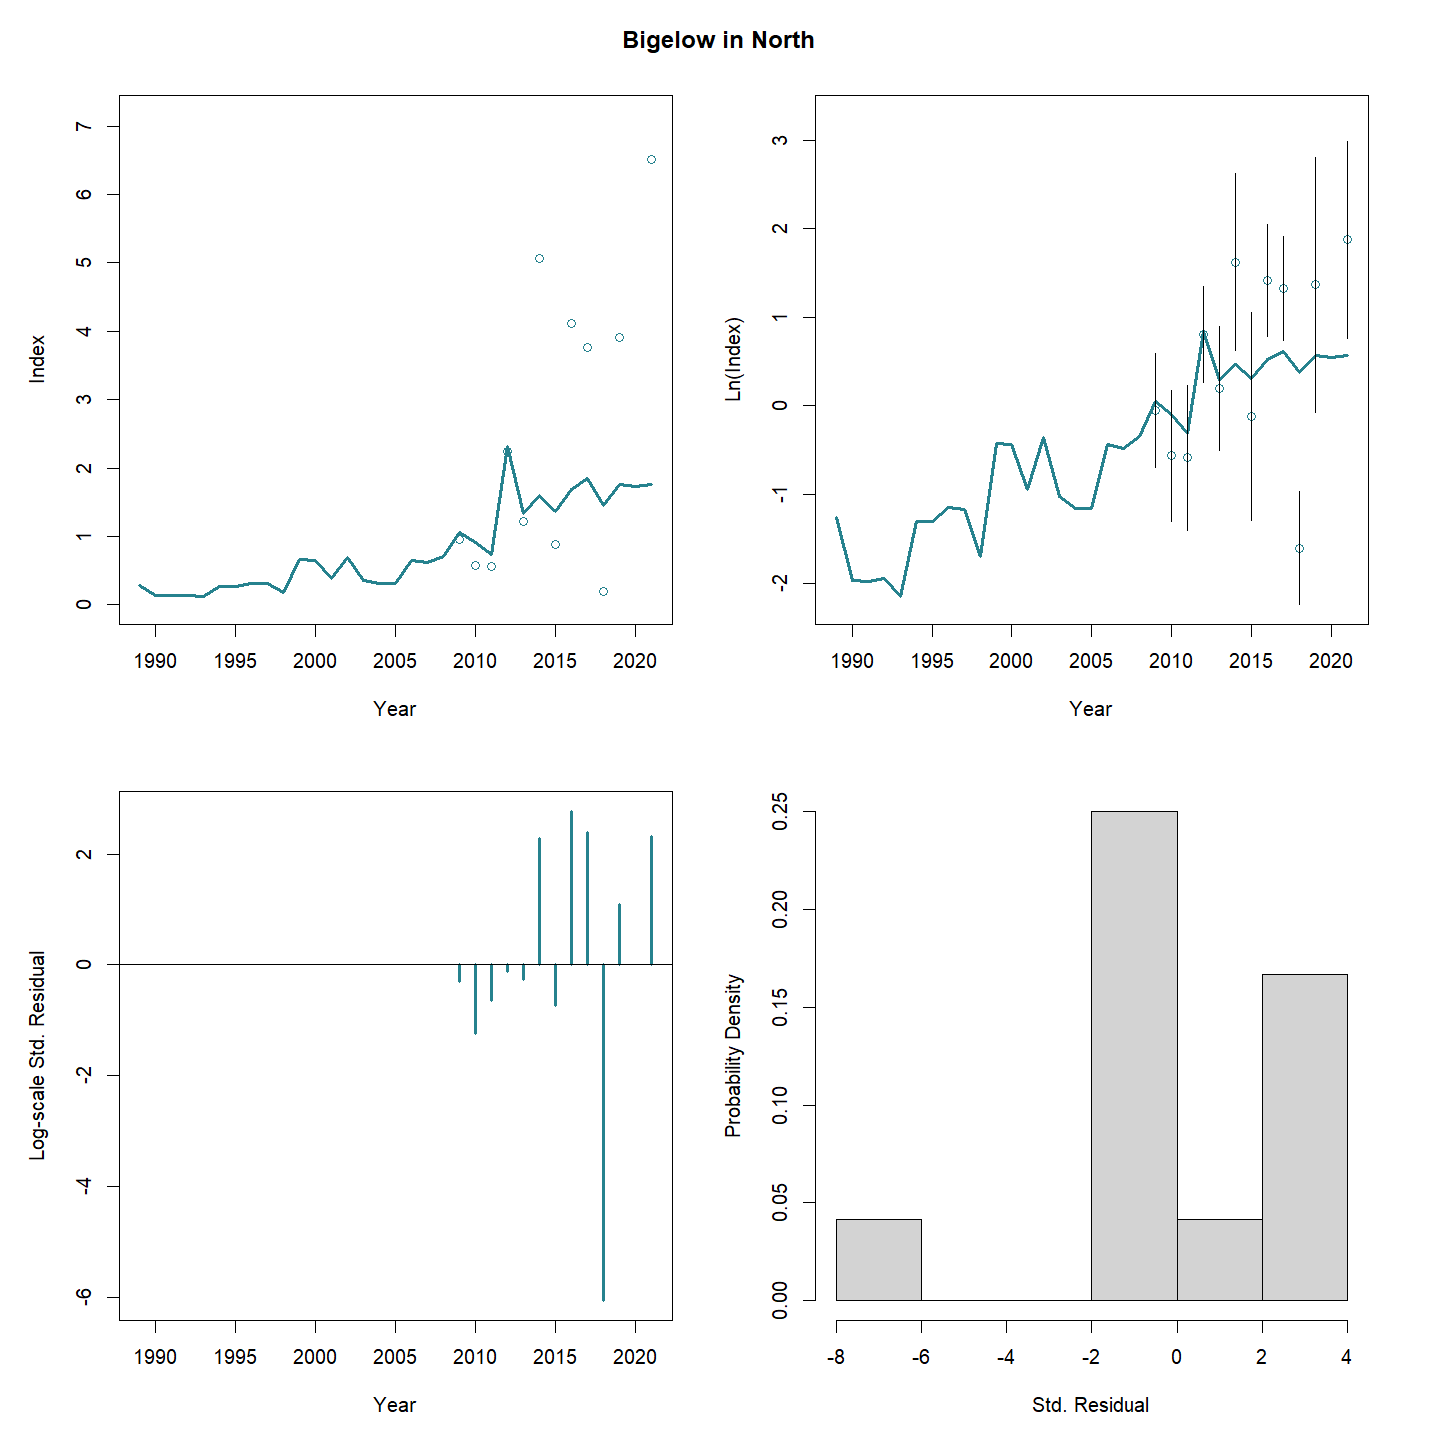 Bigelow in North
Index
0 1 2 3 4 5 6 7
1990 1995 2000 2005 2010 2015 2020
Year
Ln(Index)
-2 -1 0 1 2 3
1990 1995 2000 2005 2010 2015 2020
Year
Log-scale Std. Residual
-6 -4 -2 0 2
1990 1995 2000 2005 2010 2015 2020
Year
Probability Density
0.00 0.05 0.10 0.15 0.20 0.25
-8 -6 -4 -2 0 2 4
Std. Residual